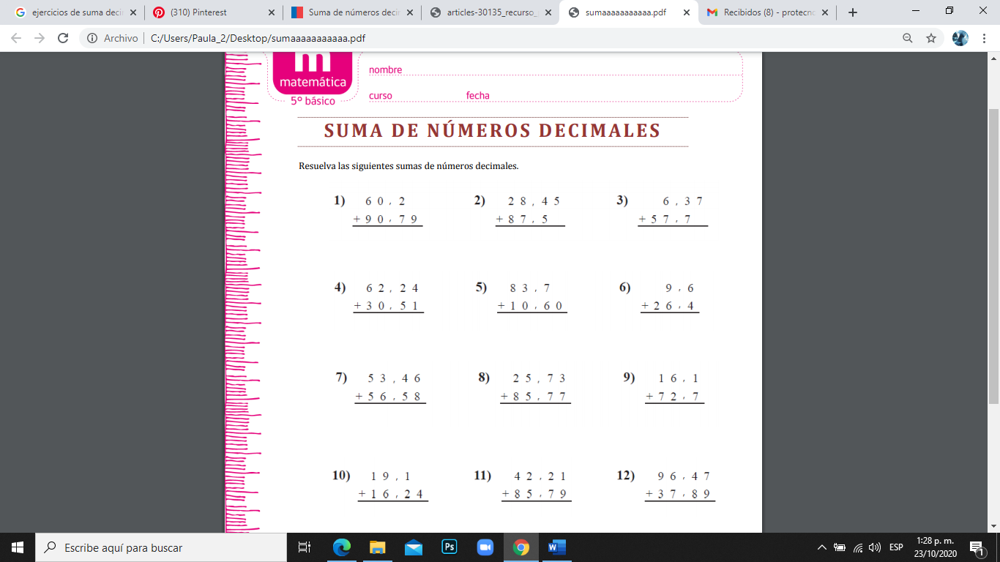 ejercicios de suma deci
(310) Pinterest
Suma de números deci
articles-30135_recurso_
sumaaaaaaaaaaa.pdf
Recibidos (8) - protecno
Archivo
C:/Users/Paula_2/Desktop/sumaaaaaaaaaaa.pdf
m
matemática
5º básico
nombre
curso fecha
SUMA DE NÚMEROS DECIMALES
Resuelva las siguientes sumas de números decimales.
1) 60,2 2) 28,45 3) 6,37
+90,79 +87,5 +57,7
4) 62,24 5) 83,7 6) 9,6
+30,51 +10,60 +26,4
7) 53,46 8) 25,73 9) 16,1
+56,58 +85,77 +72,7
10) 19,1 11) 42,21 12) 96,47
+16,24 +85,79 +37,89
Escribe aquí para buscar
Ps
W
ESP
1:28 p. m.
23/10/2020
1